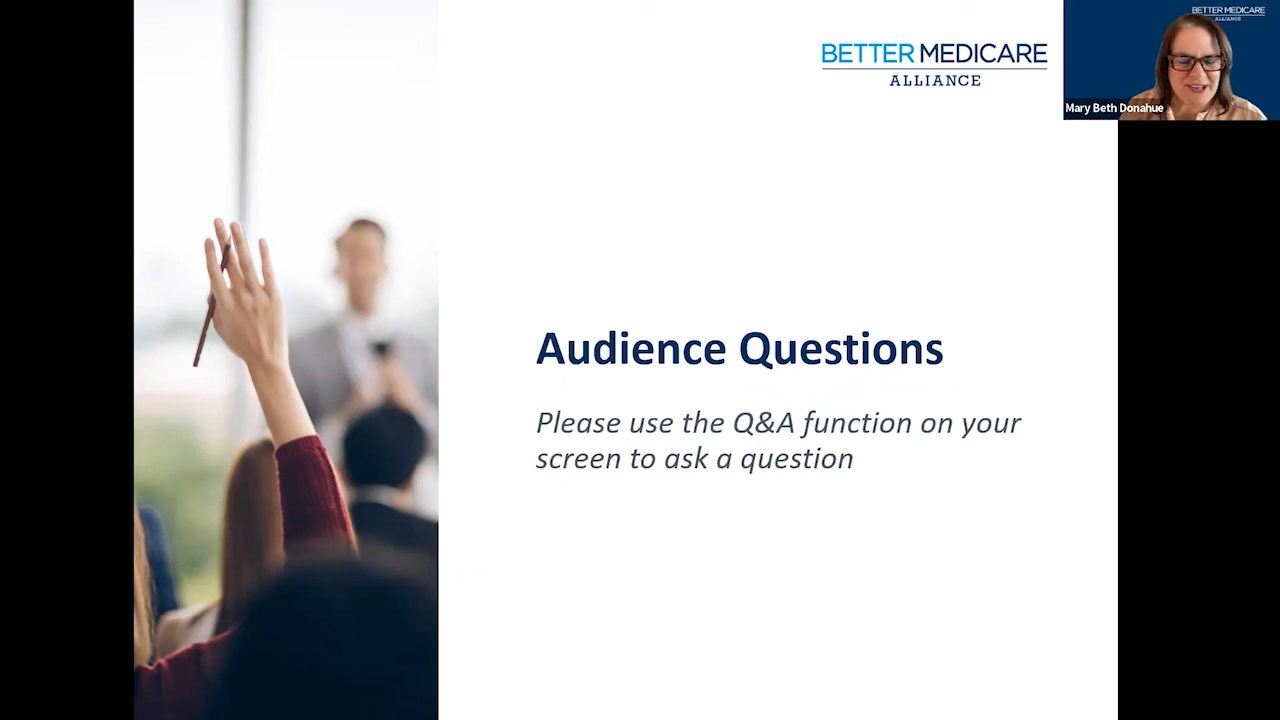 BETTER MEDICARE
ALLIANCE
BETTER MEDICARE
ALLIANCE
Mary Beth Donahue
Audience Questions
Please use the Q&A function on your
screen to ask a question